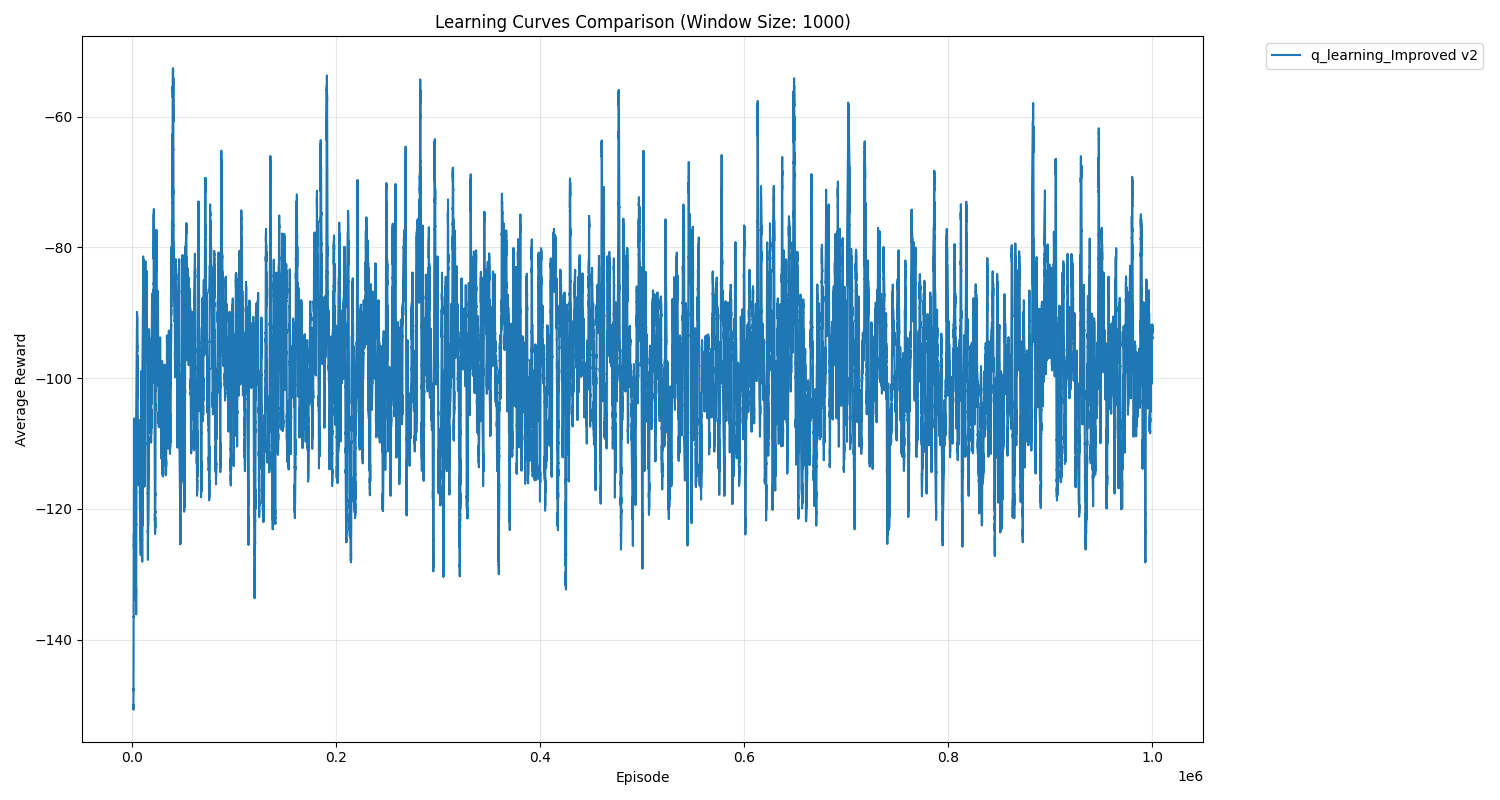 Learning Curves Comparison (Window Size: 1000)
q_learning_Improved v2
Average Reward
−60
−80
−100
−120
−140
0.0 0.2 0.4 0.6 0.8 1.0
1e6
Episode